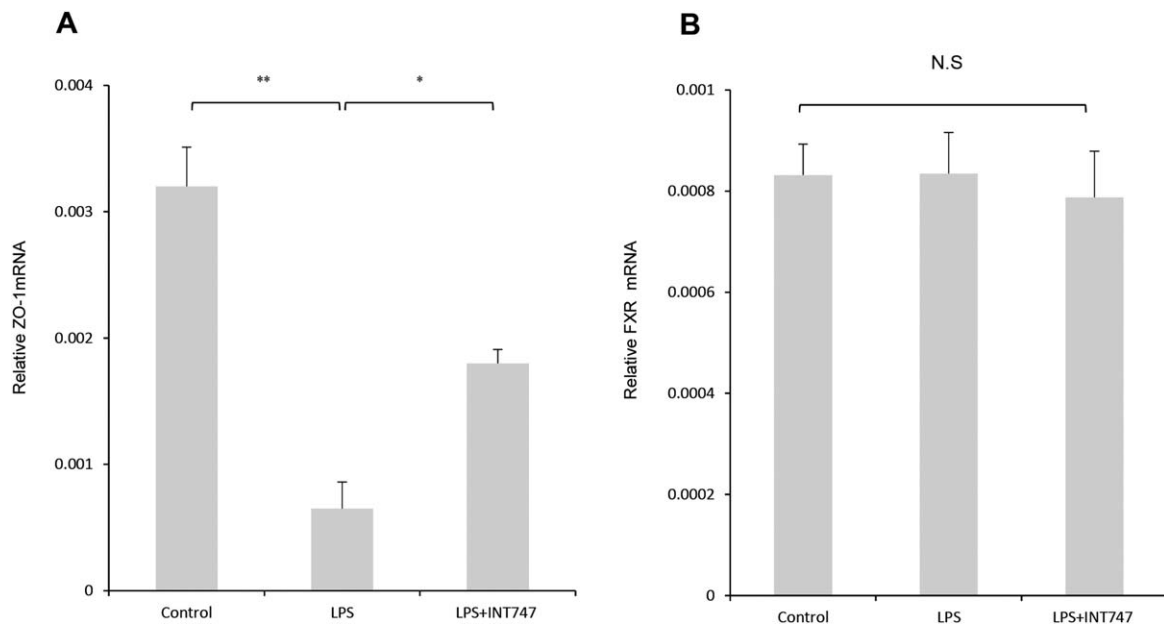 A
**
*
0.004
0.003
0.002
0.001
0
Relative ZO-1mRNA
Control
LPS
LPS+INT747
B
N.S
0.001
0.0008
0.0006
0.0004
0.0002
0
Relative FXR mRNA
Control
LPS
LPS+INT747